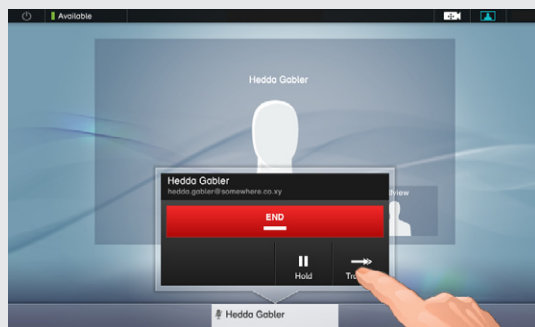 Available
Hedda Gabler
Hedda Gabler
hedda.gabler@somewhere.co.xy
END
Hold
Hedda Gabler